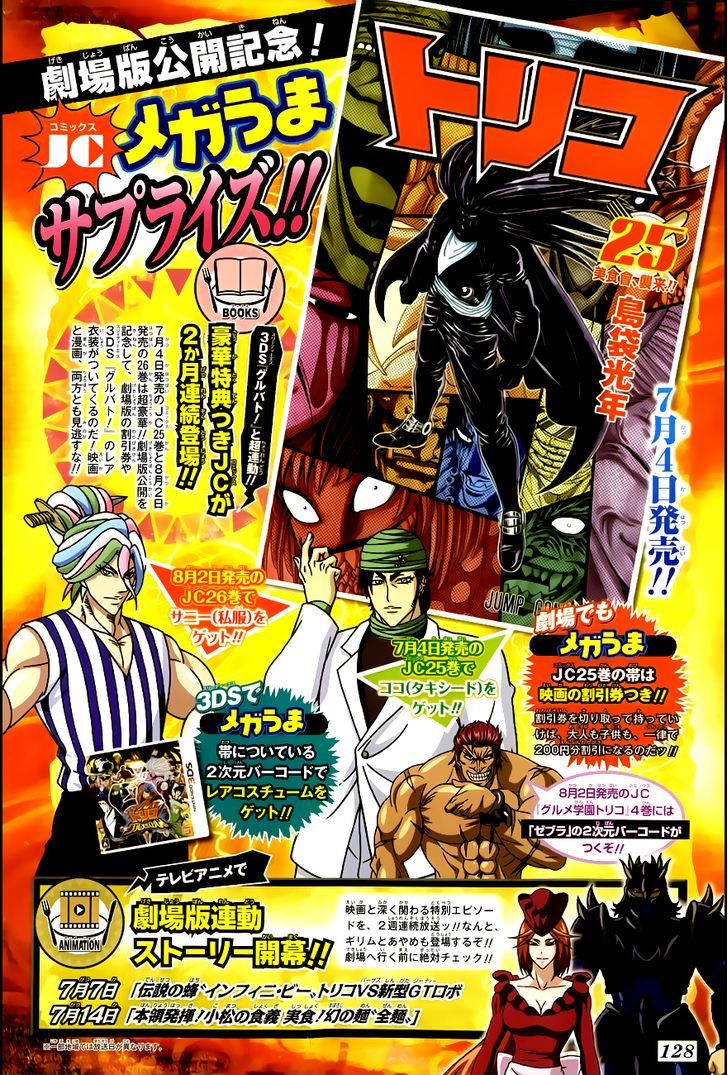 劇場版公開記念!
コミックス
JC メガうま
サプライズ!!
BOOKS
3DS「グルバト!」と超連動!!
豪華特典つきJCが
2か月連続登場!!
7月4日発売のJC25巻と8月2日
発売の26巻は超豪華!!劇場版公開を
記念して、劇場版の割引券や
3DS「グルバト!」のレア
衣装がついてくるのだ!映画
と漫画、両方とも見逃すな!!
トリコ
25
美食會、襲来!!
島袋光年
7月4日発売!!
JUMP
8月2日発売の
JC26巻で
サニー(私服)を
ゲット!!
7月4日発売の
JC25巻で
ココ(タキシード)を
ゲット!!
劇場でも
メガうま
JC25巻の帯は
映画の割引券つき!!
割引券を切り取って持ってい
けば、大人も子供も、一律で
200円分割引になるのだッ!!
3DSで
メガうま
帯についている
2次元バーコードで
レアコスチュームを
ゲット!!
8月2日発売のJC
『グルメ学園トリコ』4巻には
「ゼブラ」の2次元バーコードが
つくぞ!!
テレビアニメで
ANIMATION
劇場版連動
ストーリー開幕!!
映画と深く関わる特別エピソー
ドを、2週連続放送ッ!!なんと、
ギリムとあやめも登場するぞ!!
劇場へ行く前に絶対チェック!!
7月7日 「伝説の蜂〝インフィニ・ビー〟、トリコVS新型GTロボ
7月14日 「本領発揮!小松の食義 実食!幻の麺〝全麺〟」
※一部地域では放送日が異なります。
128